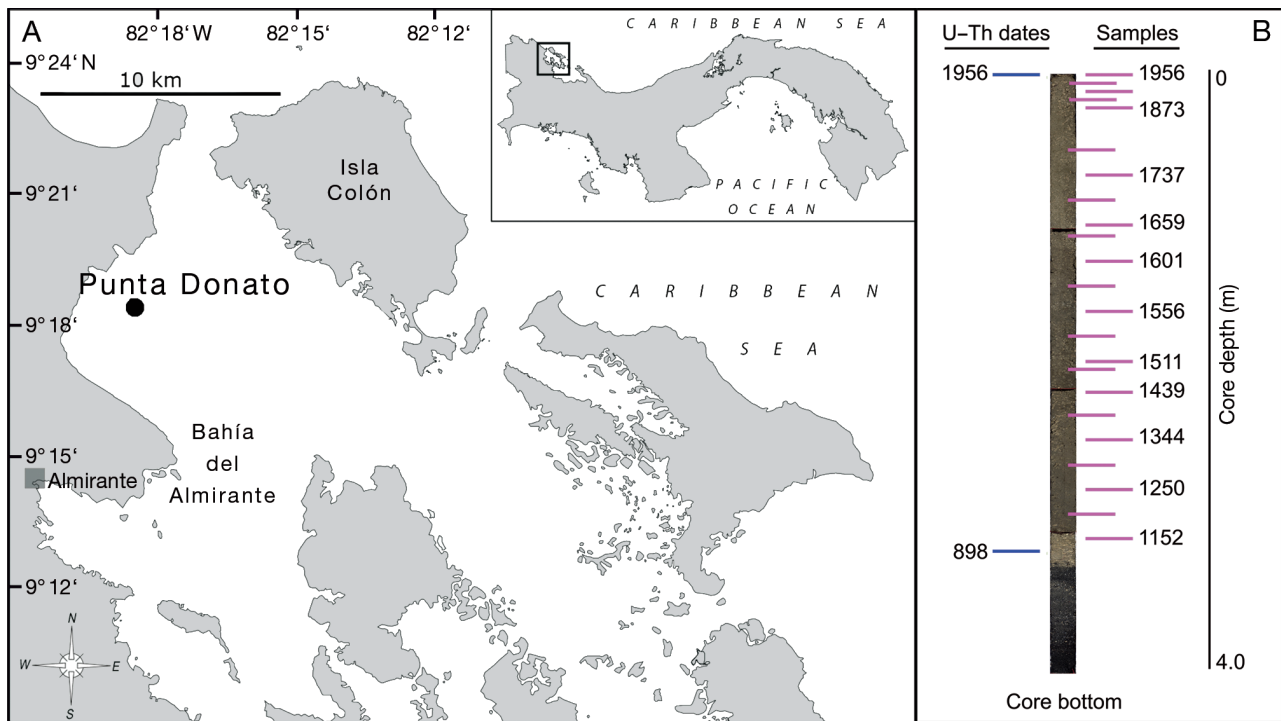 A
82°18‘ W
82°15‘
82°12‘
9°24‘ N
10 km
9°21‘
9°18‘
9°15‘
9°12‘
Isla
Colón
Punta Donato
CARIBBEAN
SEA
Bahía
del
Almirante
Almirante
N
W
E
S
CARIBBEAN SEA
PACIFIC
OCEAN
B
U–Th dates
Samples
1956
1956
0
1873
1737
1659
1601
1556
1511
1439
1344
1250
1152
898
Core depth (m)
4.0
Core bottom